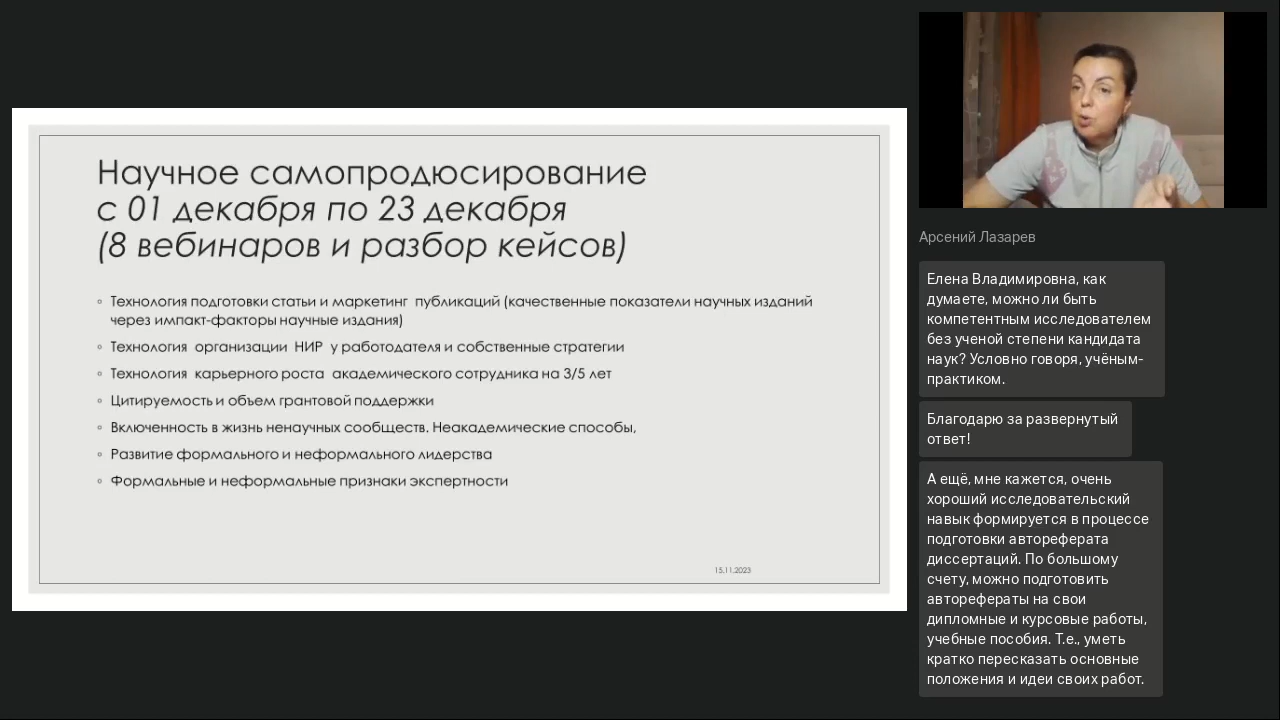 Научное самопродюсирование
с 01 декабря по 23 декабря
(8 вебинаров и разбор кейсов)
◦ Технология подготовки статьи и маркетинг публикаций (качественные показатели научных изданий
через импакт-факторы научные издания)
◦ Технология организации НИР у работодателя и собственные стратегии
◦ Технология карьерного роста академического сотрудника на 3/5 лет
◦ Цитируемость и объем грантовой поддержки
◦ Включенность в жизнь ненаучных сообществ. Неакадемические способы,
◦ Развитие формального и неформального лидерства
◦ Формальные и неформальные признаки экспертности
15.11.2023
Арсений Лазарев
Елена Владимировна, как
думаете, можно ли быть
компетентным исследователем
без ученой степени кандидата
наук? Условно говоря, учёным-
практиком.
Благодарю за развернутый
ответ!
А ещё, мне кажется, очень
хороший исследовательский
навык формируется в процессе
подготовки автореферата
диссертаций. По большому
счету, можно подготовить
авторефераты на свои
дипломные и курсовые работы,
учебные пособия. Т.е., уметь
кратко пересказать основные
положения и идеи своих работ.